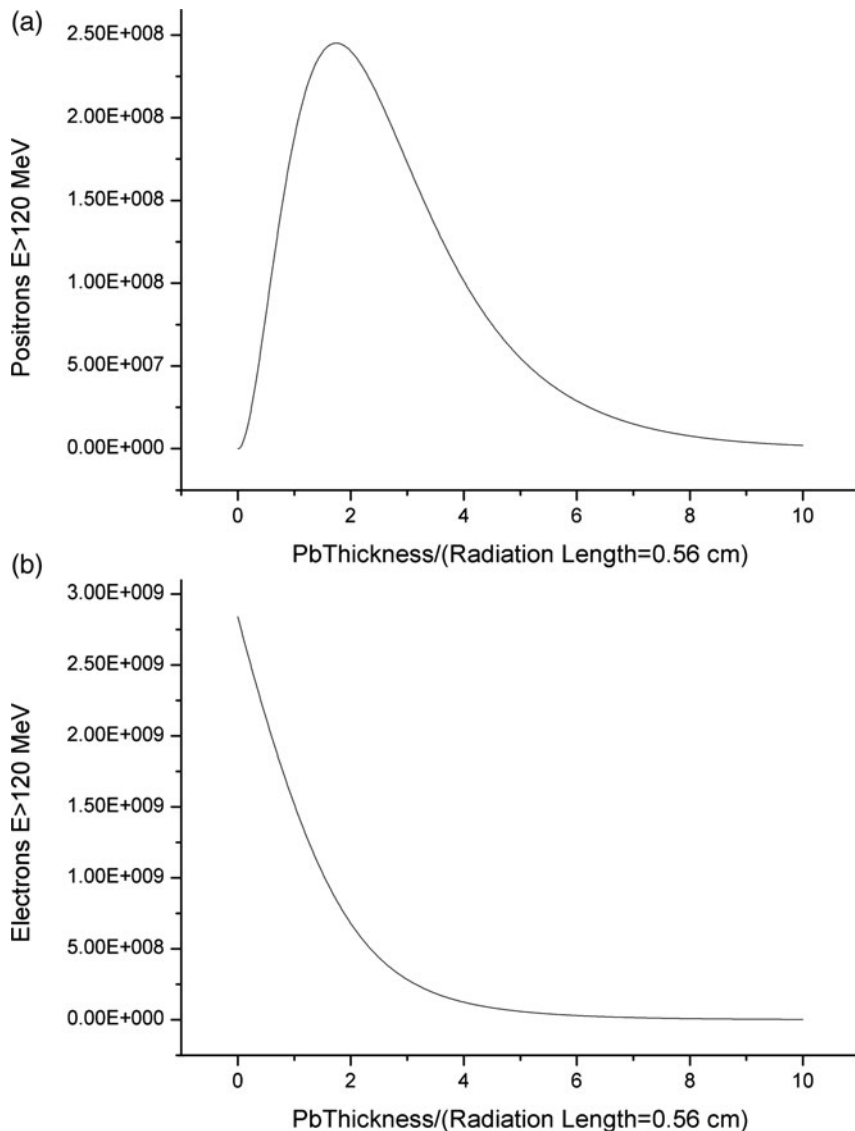 (a)
Positrons E>120 MeV
2.50E+008
2.00E+008
1.50E+008
1.00E+008
5.00E+007
0.00E+000
0 2 4 6 8 10
PbThickness/(Radiation Length=0.56 cm)
(b)
Electrons E>120 MeV
3.00E+009
2.50E+009
2.00E+009
1.50E+009
1.00E+009
5.00E+008
0.00E+000
0 2 4 6 8 10
PbThickness/(Radiation Length=0.56 cm)